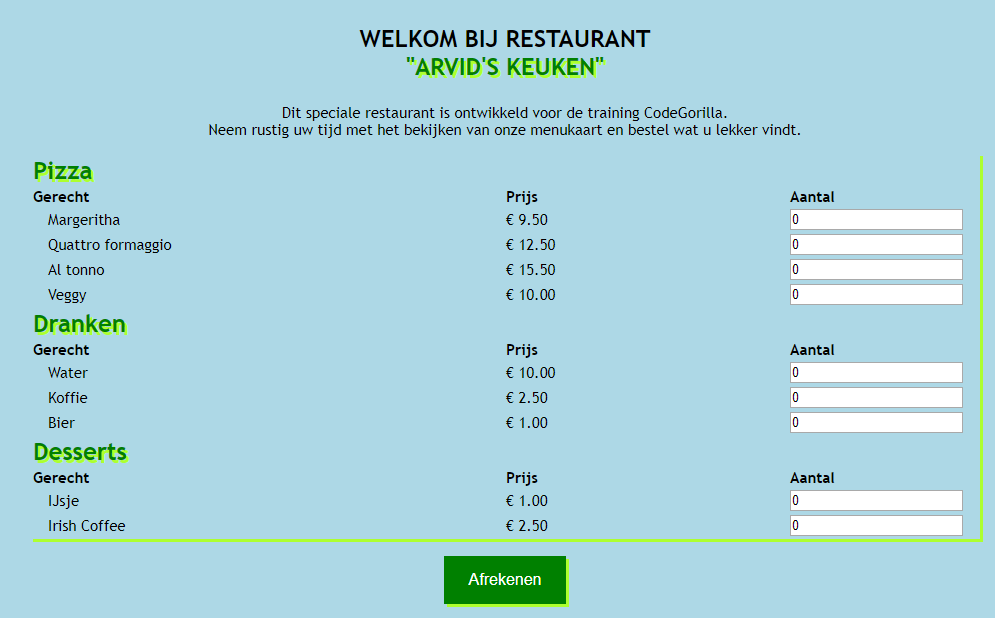 WELKOM BIJ RESTAURANT
"ARVID'S KEUKEN"
Dit speciale restaurant is ontwikkeld voor de training CodeGorilla.
Neem rustig uw tijd met het bekijken van onze menukaart en bestel wat u lekker vindt.
Pizza
Gerecht Prijs Aantal
Margeritha € 9.50 0
Quattro formaggio € 12.50 0
Al tonno € 15.50 0
Veggy € 10.00 0
Dranken
Gerecht Prijs Aantal
Water € 10.00 0
Koffie € 2.50 0
Bier € 1.00 0
Desserts
Gerecht Prijs Aantal
IJsje € 1.00 0
Irish Coffee € 2.50 0
Afrekenen